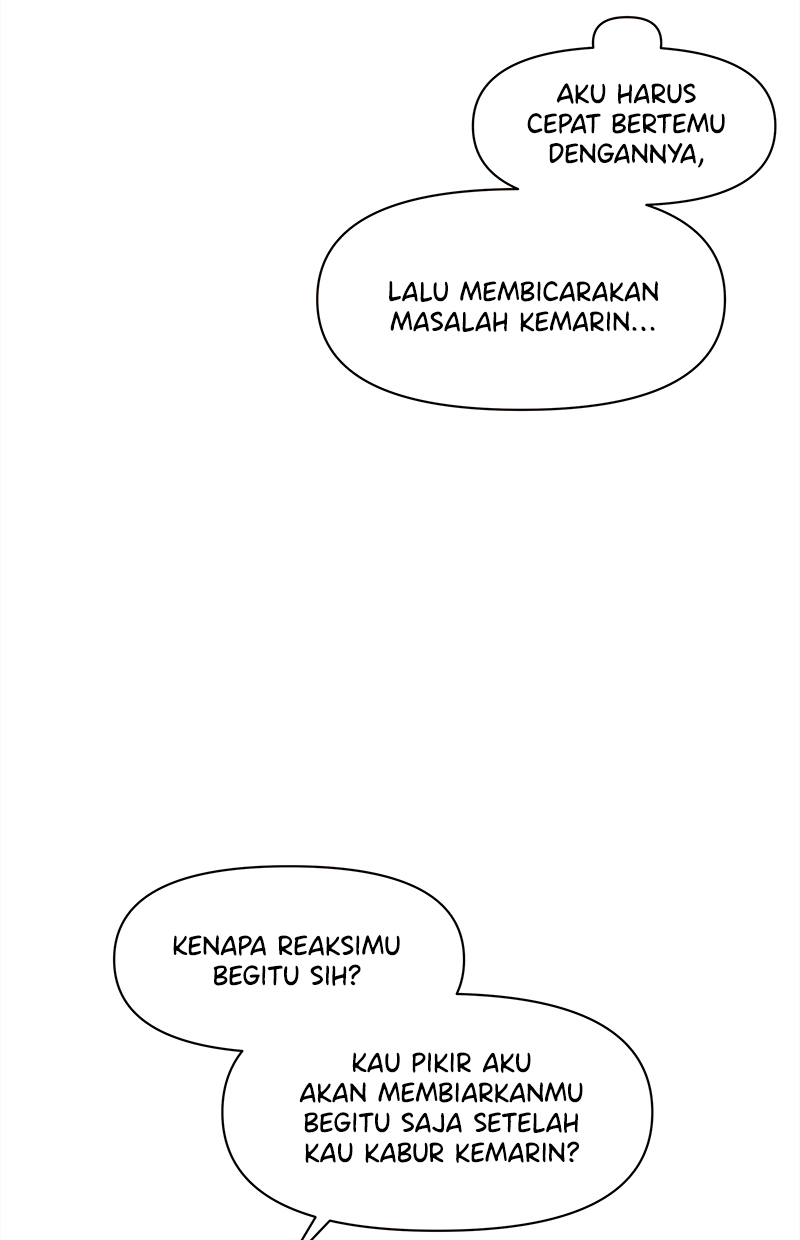 AKU HARUS
CEPAT BERTEMU
DENGANNYA,
LALU MEMBICARAKAN
MASALAH KEMARIN...
KENAPA REAKSIMU
BEGITU SIH?
KAU PIKIR AKU
AKAN MEMBIARKANMU
BEGITU SAJA SETELAH
KAU KABUR KEMARIN?